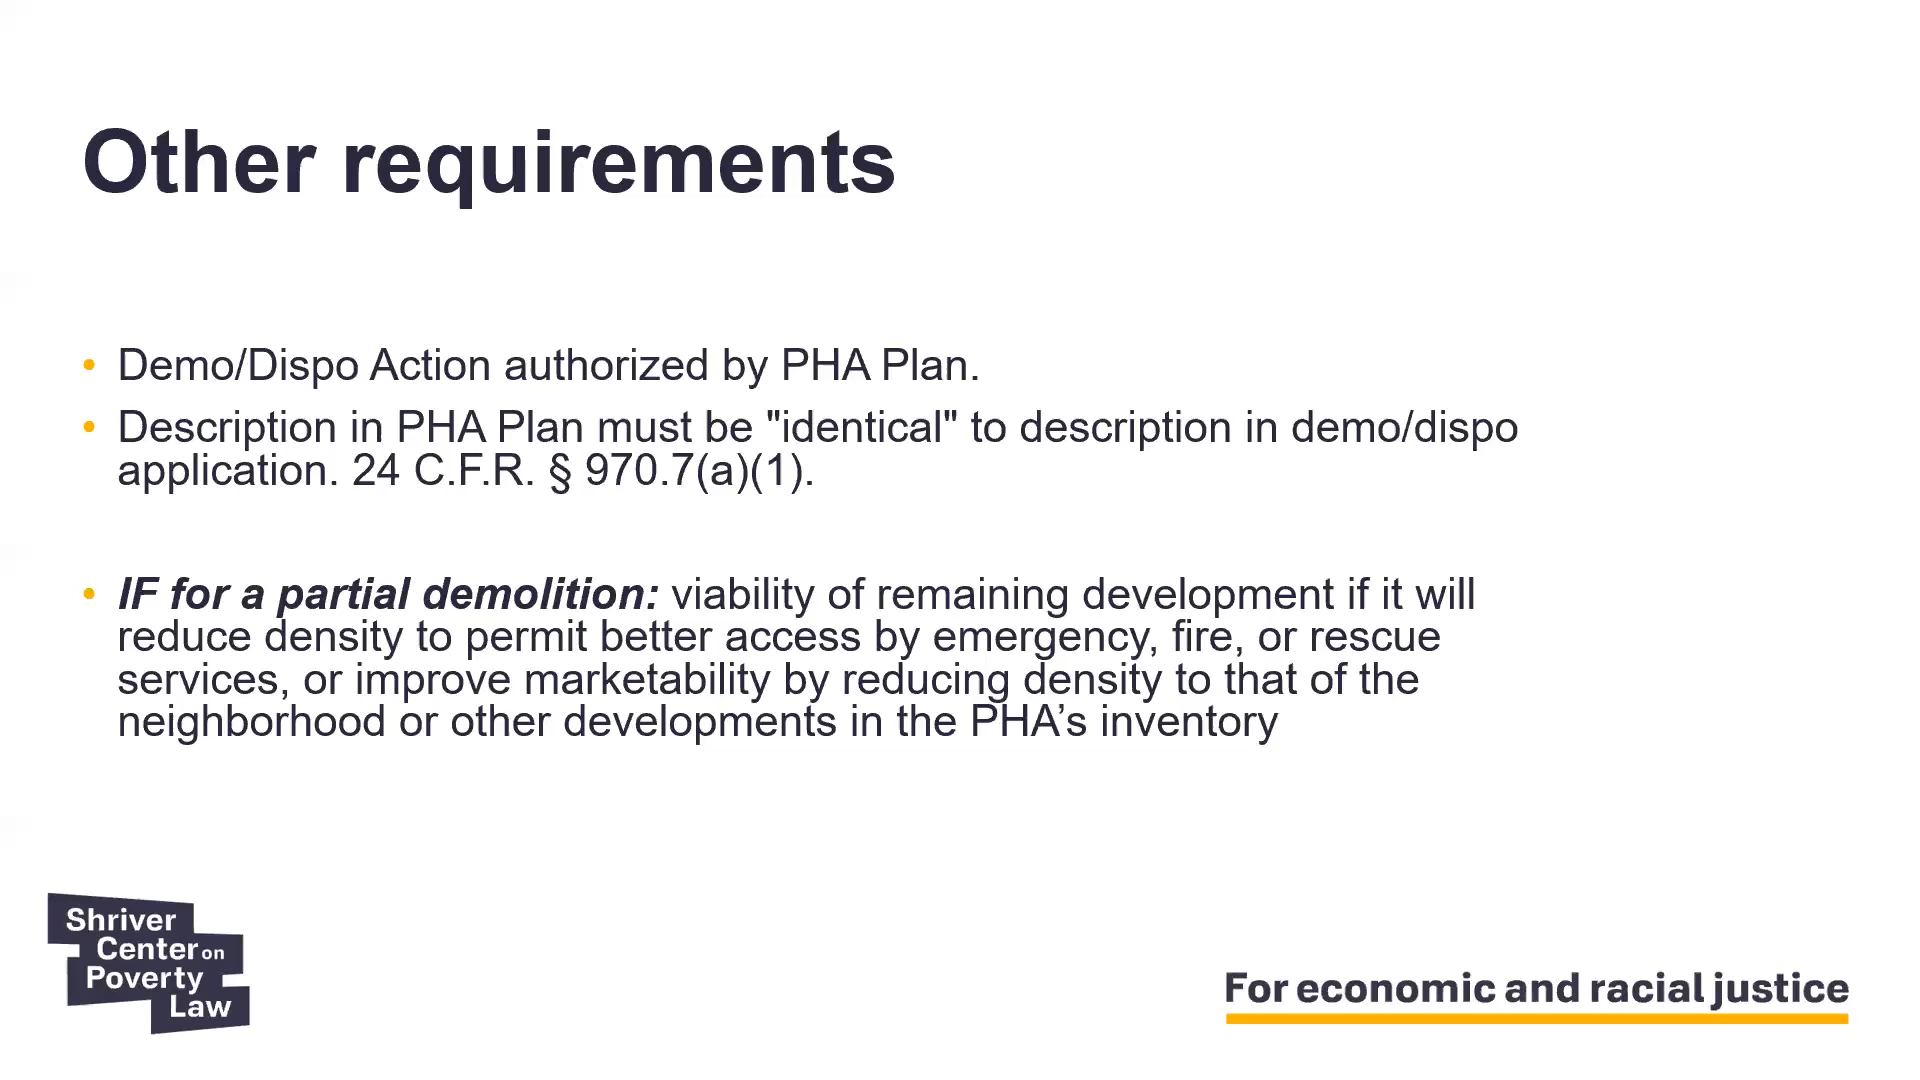 Other requirements
• Demo/Dispo Action authorized by PHA Plan.
• Description in PHA Plan must be "identical" to description in demo/dispo
application. 24 C.F.R. § 970.7(a)(1).
• IF for a partial demolition: viability of remaining development if it will
reduce density to permit better access by emergency, fire, or rescue
services, or improve marketability by reducing density to that of the
neighborhood or other developments in the PHA’s inventory
Shriver
Center on
Poverty
Law
For economic and racial justice